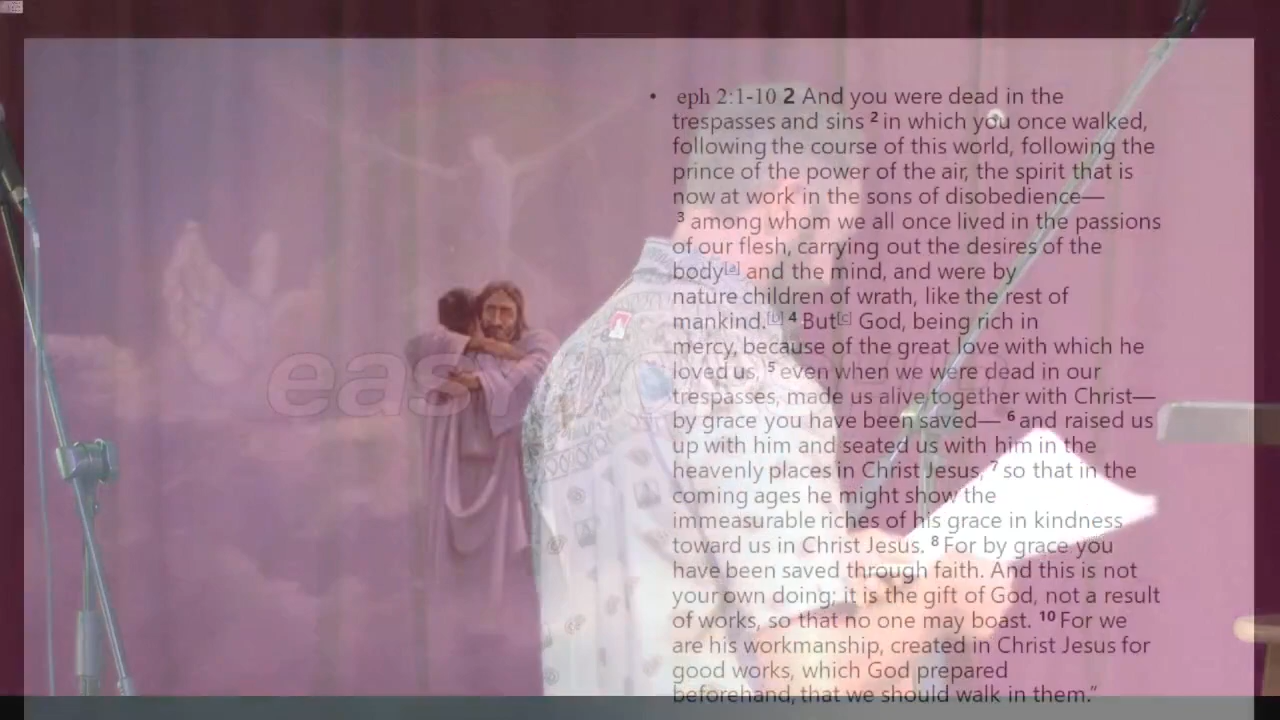 • eph 2:1-10 2 And you were dead in the
trespasses and sins 2 in which you once walked,
following the course of this world, following the
prince of the power of the air, the spirit that is
now at work in the sons of disobedience—
3 among whom we all once lived in the passions
of our flesh, carrying out the desires of the
body[a] and the mind, and were by
nature children of wrath, like the rest of
mankind.[b] 4 But[c] God, being rich in
mercy, because of the great love with which he
loved us, 5 even when we were dead in our
trespasses, made us alive together with Christ—
by grace you have been saved— 6 and raised us
up with him and seated us with him in the
heavenly places in Christ Jesus, 7 so that in the
coming ages he might show the
immeasurable riches of his grace in kindness
toward us in Christ Jesus. 8 For by grace you
have been saved through faith. And this is not
your own doing; it is the gift of God, not a result
of works, so that no one may boast. 10 For we
are his workmanship, created in Christ Jesus for
good works, which God prepared
beforehand, that we should walk in them.”